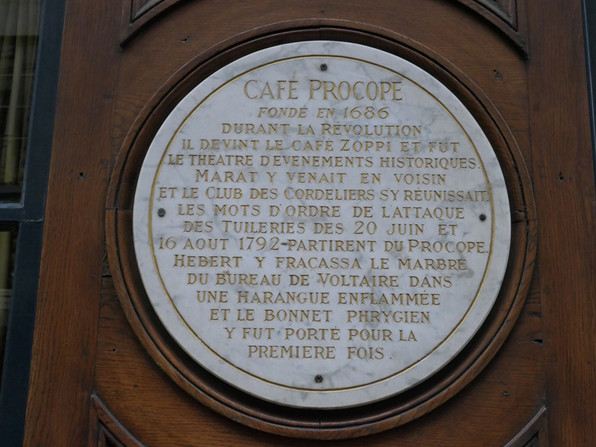 CAFÉ PROCOPE
FONDÉ EN 1686
DURANT LA RÉVOLUTION
IL DEVINT LE CAFÉ ZOPPI ET FUT
LE THEATRE D'EVENEMENTS HISTORIQUES.
MARAT Y VENAIT EN VOISIN
ET LE CLUB DES CORDELIERS S'Y RÉUNISSAIT.
LES MOTS D'ORDRE DE L'ATTAQUE
DES TUILERIES DES 20 JUIN ET
16 AOUT 1792 PARTIRENT DU PROCOPE.
HEBERT Y FRACASSA LE MARBRE
DU BUREAU DE VOLTAIRE DANS
UNE HARANGUE ENFLAMMÉE
ET LE BONNET PHRYGIEN
Y FUT PORTÉ POUR LA
PREMIERE FOIS.